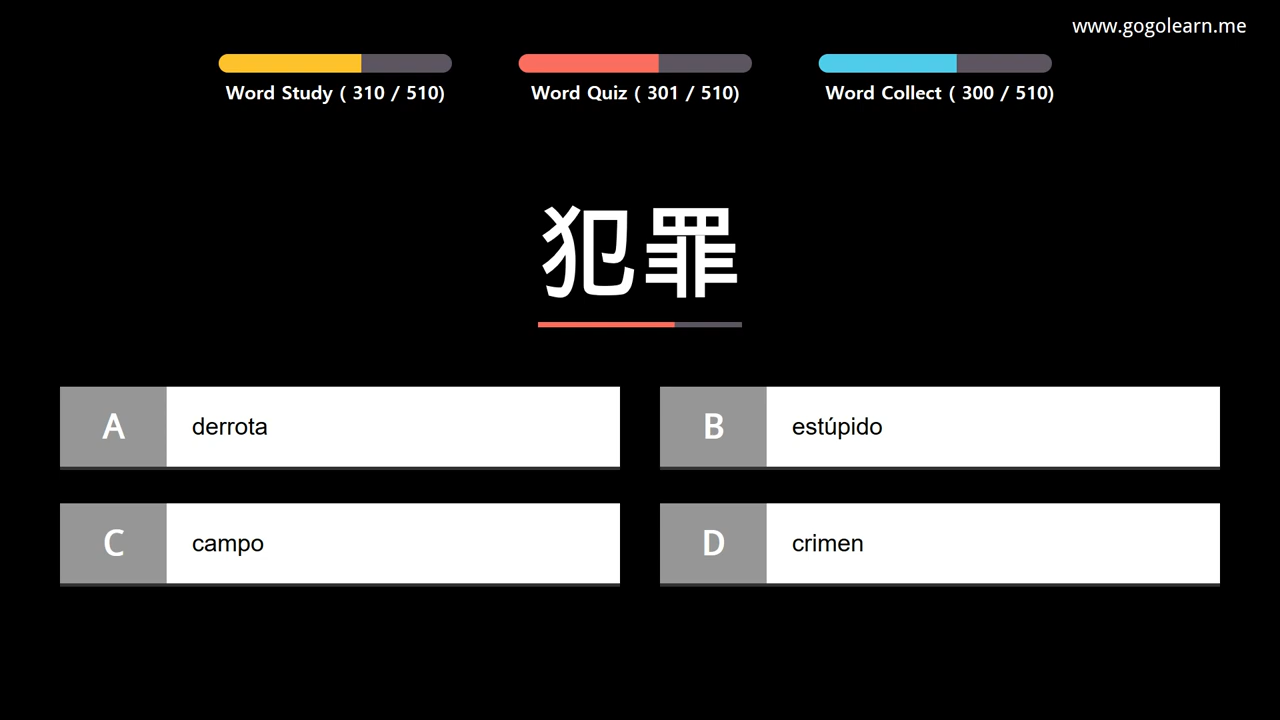 www.gogolearn.me
Word Study ( 310 / 510)
Word Quiz ( 301 / 510)
Word Collect ( 300 / 510)
犯罪
A derrota
B estúpido
C campo
D crimen